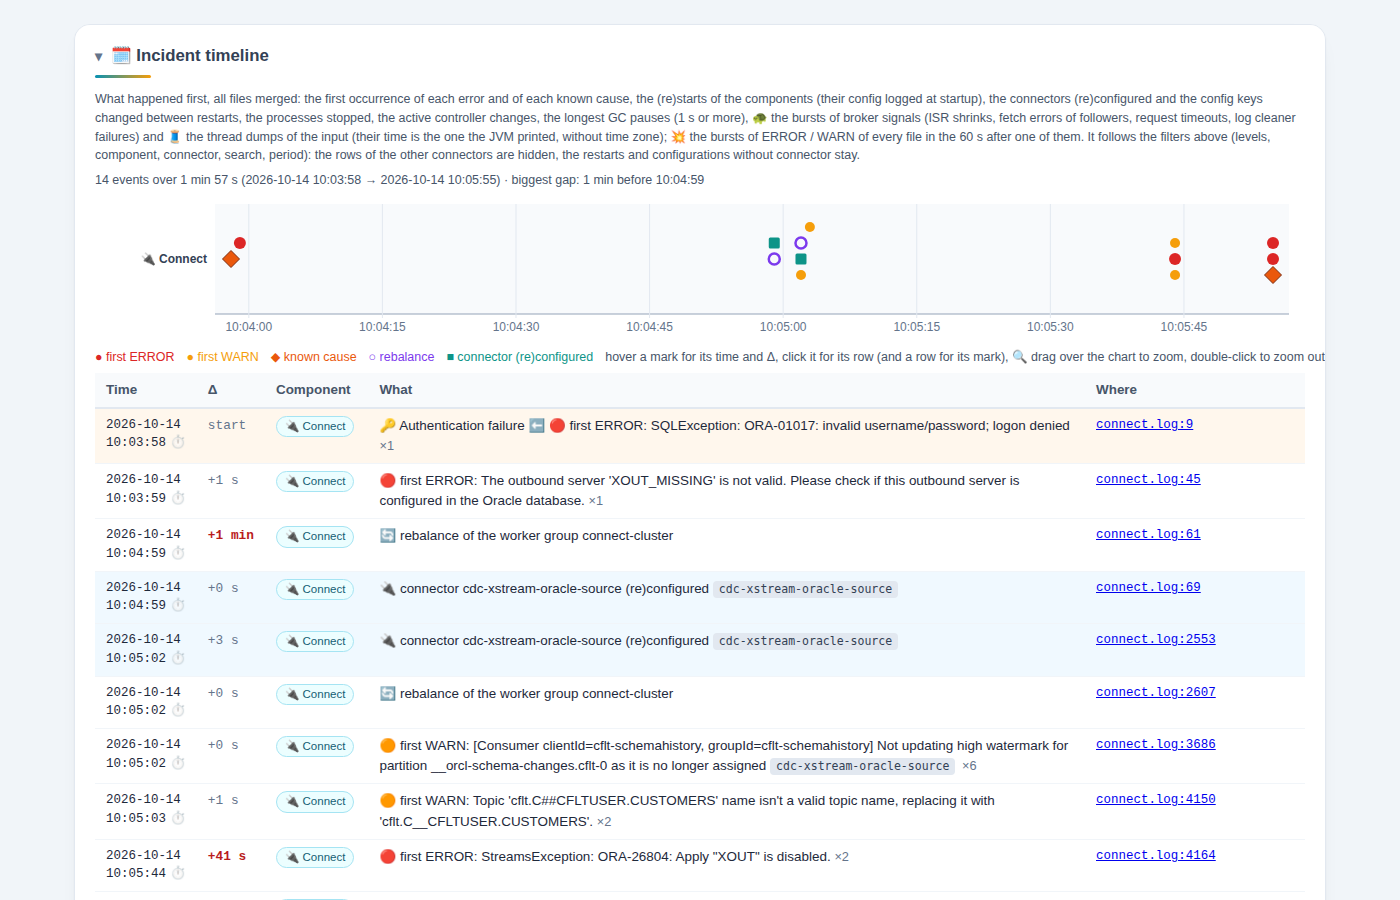 ▼ 🗓️ Incident timeline
What happened first, all files merged: the first occurrence of each error and of each known cause, the (re)starts of the components (their config logged at startup), the connectors (re)configured and the config keys
changed between restarts, the processes stopped, the active controller changes, the longest GC pauses (1 s or more), 🐢 the bursts of broker signals (ISR shrinks, fetch errors of followers, request timeouts, log cleaner
failures) and 🧵 the thread dumps of the input (their time is the one the JVM printed, without time zone); 💥 the bursts of ERROR / WARN of every file in the 60 s after one of them. It follows the filters above (levels,
component, connector, search, period): the rows of the other connectors are hidden, the restarts and configurations without connector stay.
14 events over 1 min 57 s (2026-10-14 10:03:58 → 2026-10-14 10:05:55) · biggest gap: 1 min before 10:04:59
🔌 Connect
10:04:00 10:04:15 10:04:30 10:04:45 10:05:00 10:05:15 10:05:30 10:05:45
● first ERROR ● first WARN ◆ known cause ○ rebalance ■ connector (re)configured hover a mark for its time and Δ, click it for its row (and a row for its mark), 🔍 drag over the chart to zoom, double-click to zoom out
Time Δ Component What Where
2026-10-14 start 🔌 Connect 🔑 Authentication failure ⬅️ 🔴 first ERROR: SQLException: ORA-01017: invalid username/password; logon denied connect.log:9
10:03:58 ⏱️ ×1
2026-10-14 +1 s 🔌 Connect 🔴 first ERROR: The outbound server 'XOUT_MISSING' is not valid. Please check if this outbound server is connect.log:45
10:03:59 ⏱️ configured in the Oracle database. ×1
2026-10-14 +1 min 🔌 Connect 🔄 rebalance of the worker group connect-cluster connect.log:61
10:04:59 ⏱️
2026-10-14 +0 s 🔌 Connect 🔌 connector cdc-xstream-oracle-source (re)configured cdc-xstream-oracle-source connect.log:69
10:04:59 ⏱️
2026-10-14 +3 s 🔌 Connect 🔌 connector cdc-xstream-oracle-source (re)configured cdc-xstream-oracle-source connect.log:2553
10:05:02 ⏱️
2026-10-14 +0 s 🔌 Connect 🔄 rebalance of the worker group connect-cluster connect.log:2607
10:05:02 ⏱️
2026-10-14 +0 s 🔌 Connect 🟠 first WARN: [Consumer clientId=cflt-schemahistory, groupId=cflt-schemahistory] Not updating high watermark for connect.log:3686
10:05:02 ⏱️ partition __orcl-schema-changes.cflt-0 as it is no longer assigned cdc-xstream-oracle-source ×6
2026-10-14 +1 s 🔌 Connect 🟠 first WARN: Topic 'cflt.C##CFLTUSER.CUSTOMERS' name isn't a valid topic name, replacing it with connect.log:4150
10:05:03 ⏱️ 'cflt.C__CFLTUSER.CUSTOMERS'. ×2
2026-10-14 +41 s 🔌 Connect 🔴 first ERROR: StreamsException: ORA-26804: Apply "XOUT" is disabled. ×2 connect.log:4164
10:05:44 ⏱️